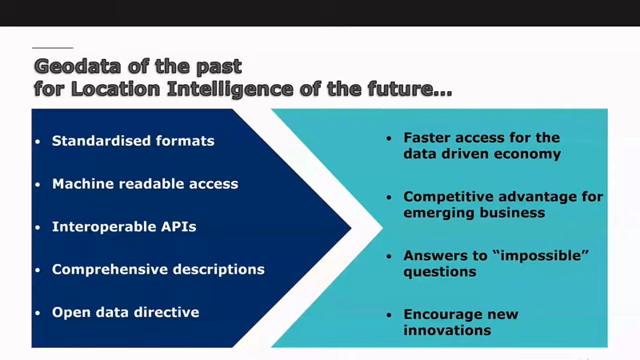 Geodata of the past
for Location Intelligence of the future...
• Standardised formats
• Machine readable access
• Interoperable APIs
• Comprehensive descriptions
• Open data directive
• Faster access for the
data driven economy
• Competitive advantage for
emerging business
• Answers to “impossible”
questions
• Encourage new
innovations